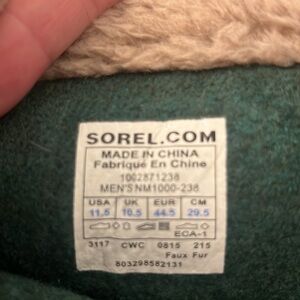 SOREL.COM
MADE IN CHINA
Fabriqué En Chine
1002871238
MEN'S NM1000-238
USA UK EUR CM
11.5 10.5 44.5 29.5
ECA-1
3117 CWC 0815 215
Faux Fur
803298582131